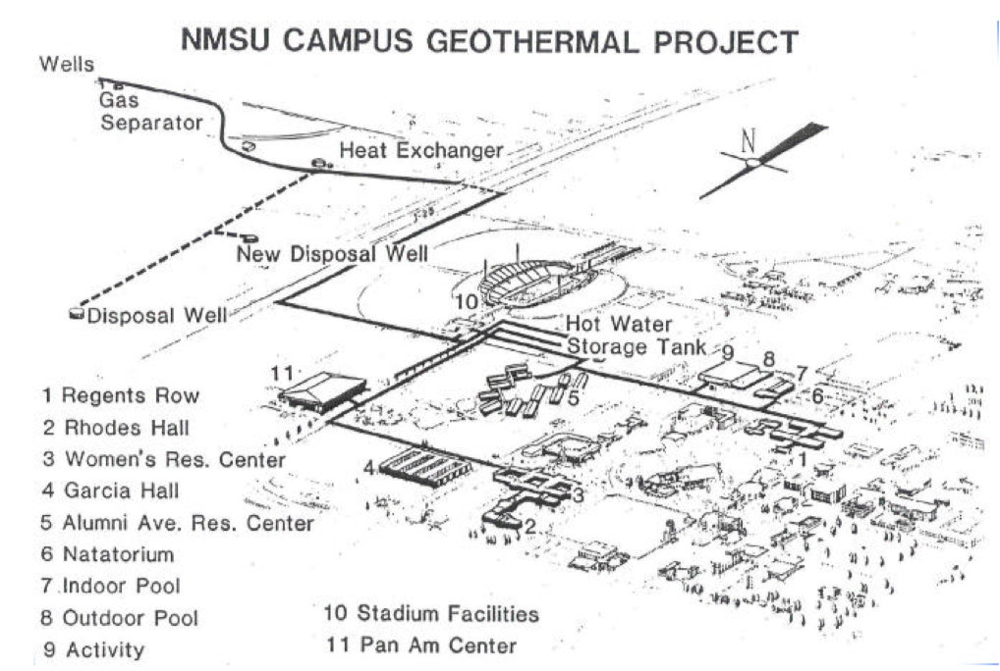 NMSU CAMPUS GEOTHERMAL PROJECT
Wells
Gas
Separator
Heat Exchanger
N
I-25
New Disposal Well
Disposal Well
10
Hot Water
Storage Tank
9
8
7
6
11
5
1
4
3
2
1 Regents Row
2 Rhodes Hall
3 Women's Res. Center
4 Garcia Hall
5 Alumni Ave. Res. Center
6 Natatorium
7 Indoor Pool
8 Outdoor Pool
9 Activity
10 Stadium Facilities
11 Pan Am Center